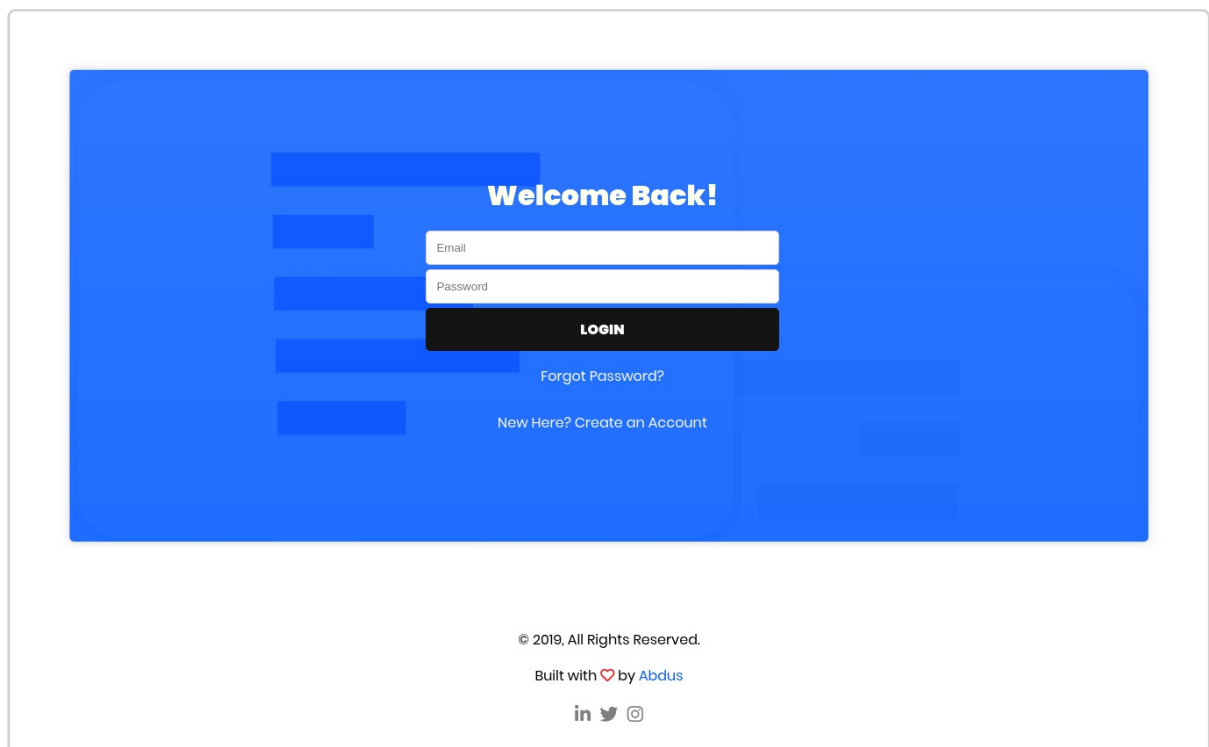 Welcome Back!
Email
Password
LOGIN
Forgot Password?
New Here? Create an Account
© 2019, All Rights Reserved.
Built with ♡ by Abdus